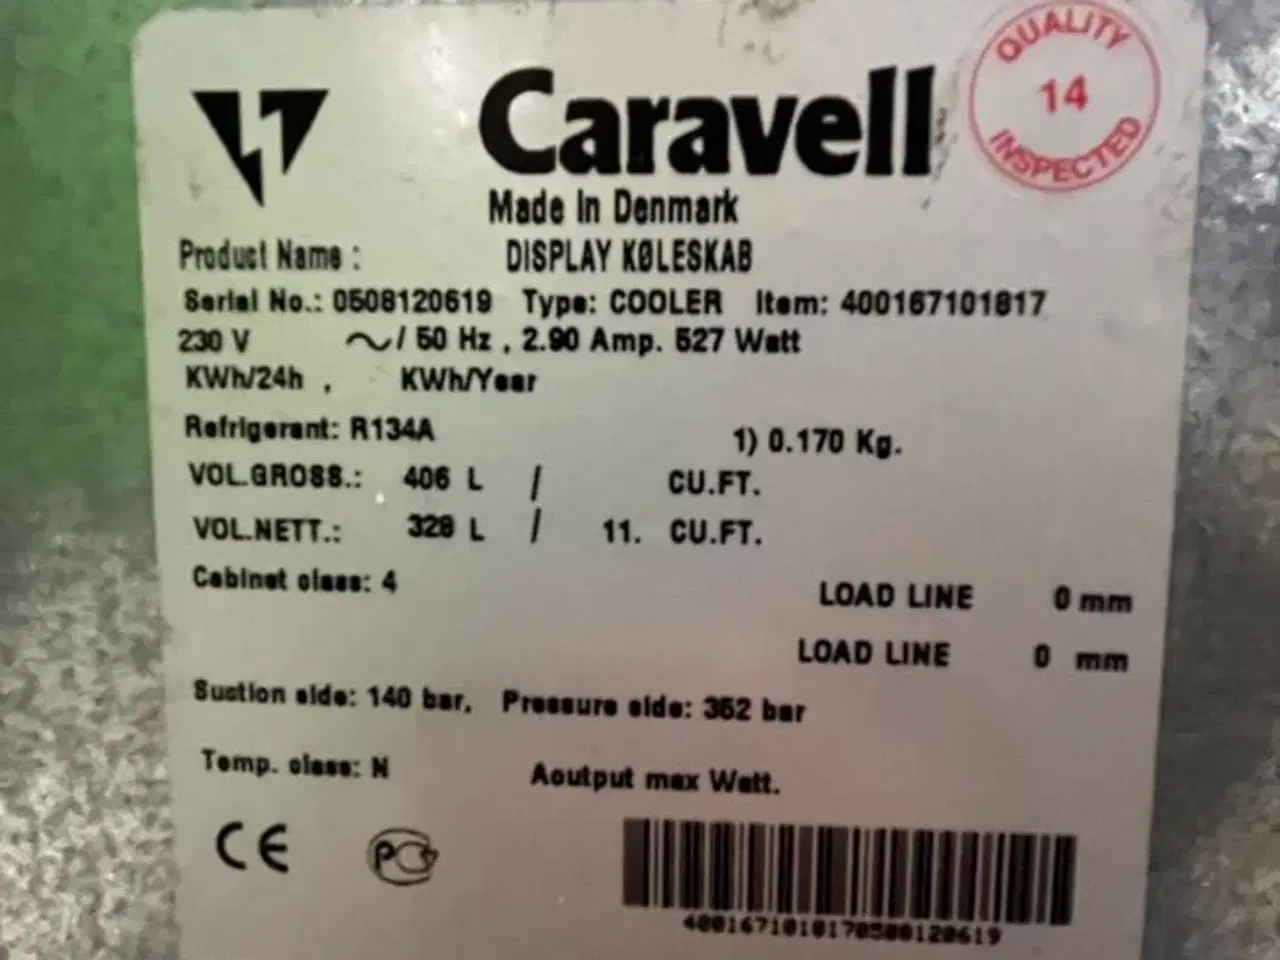 Caravell
QUALITY
14
INSPECTED
Made In Denmark
Product Name : DISPLAY KØLESKAB
Serial No.: 0508120619 Type: COOLER Item: 400167101817
230 V ~/ 50 Hz , 2.90 Amp. 527 Watt
KWh/24h , KWh/Year
Refrigerant: R134A 1) 0.170 Kg.
VOL.GROSS.: 406 L / CU.FT.
VOL.NETT.: 328 L / 11. CU.FT.
Cabinet class: 4 LOAD LINE 0 mm
LOAD LINE 0 mm
Suction side: 140 bar, Pressure side: 352 bar
Temp. class: N Aoutput max Watt.
CE PC